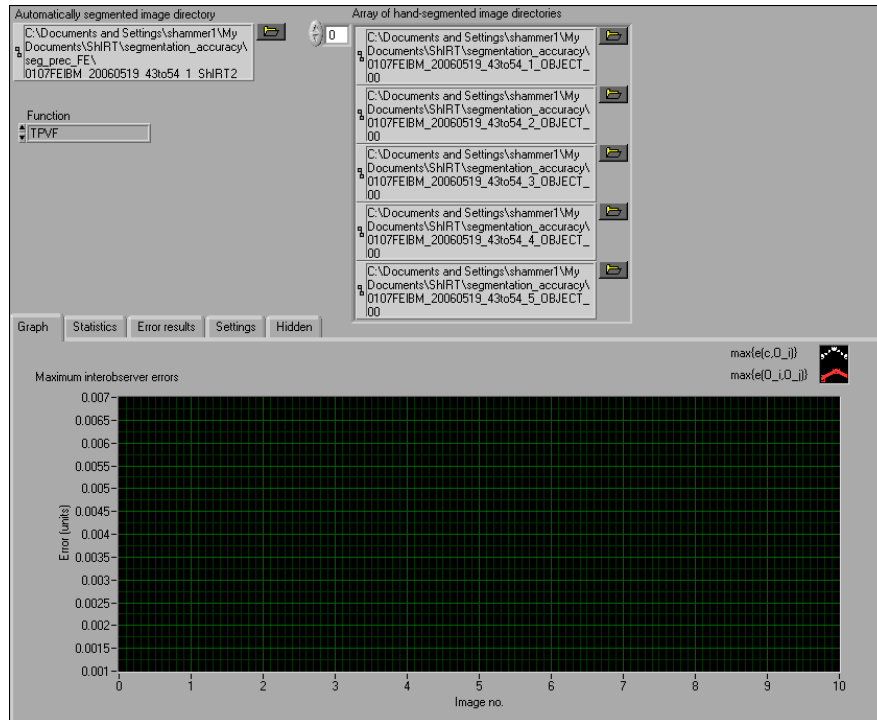 Automatically segmented image directory
C:\Documents and Settings\shammer1\My
Documents\ShIRT\segmentation_accuracy\
seg_prec_FE\
0107FEIBM_20060519_43to54_1_ShIRT2
Function
TPVF
Array of hand-segmented image directories
0
C:\Documents and Settings\shammer1\My
Documents\ShIRT\segmentation_accuracy\
0107FEIBM_20060519_43to54_1_OBJECT_
00
C:\Documents and Settings\shammer1\My
Documents\ShIRT\segmentation_accuracy\
0107FEIBM_20060519_43to54_2_OBJECT_
00
C:\Documents and Settings\shammer1\My
Documents\ShIRT\segmentation_accuracy\
0107FEIBM_20060519_43to54_3_OBJECT_
00
C:\Documents and Settings\shammer1\My
Documents\ShIRT\segmentation_accuracy\
0107FEIBM_20060519_43to54_4_OBJECT_
00
C:\Documents and Settings\shammer1\My
Documents\ShIRT\segmentation_accuracy\
0107FEIBM_20060519_43to54_5_OBJECT_
00
Graph Statistics Error results Settings Hidden
max{e(c,O_i)}
max{e(O_i,O_j)}
Maximum interobserver errors
0.007
0.0065
0.006
0.0055
0.005
0.0045
0.004
0.0035
0.003
0.0025
0.002
0.0015
0.001
Error (units)
0 1 2 3 4 5 6 7 8 9 10
Image no.